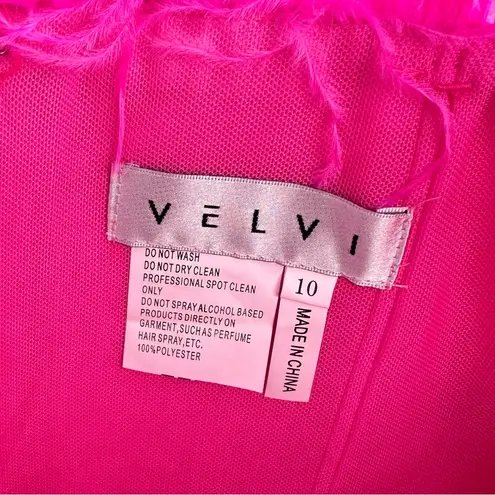 VĒLVI
DO NOT WASH
DO NOT DRY CLEAN
PROFESSIONAL SPOT CLEAN
ONLY
DO NOT SPRAY ALCOHOL BASED
PRODUCTS DIRECTLY ON
GARMENT,SUCH AS PERFUME
HAIR SPRAY,ETC.
100%POLYESTER
10
MADE IN CHINA